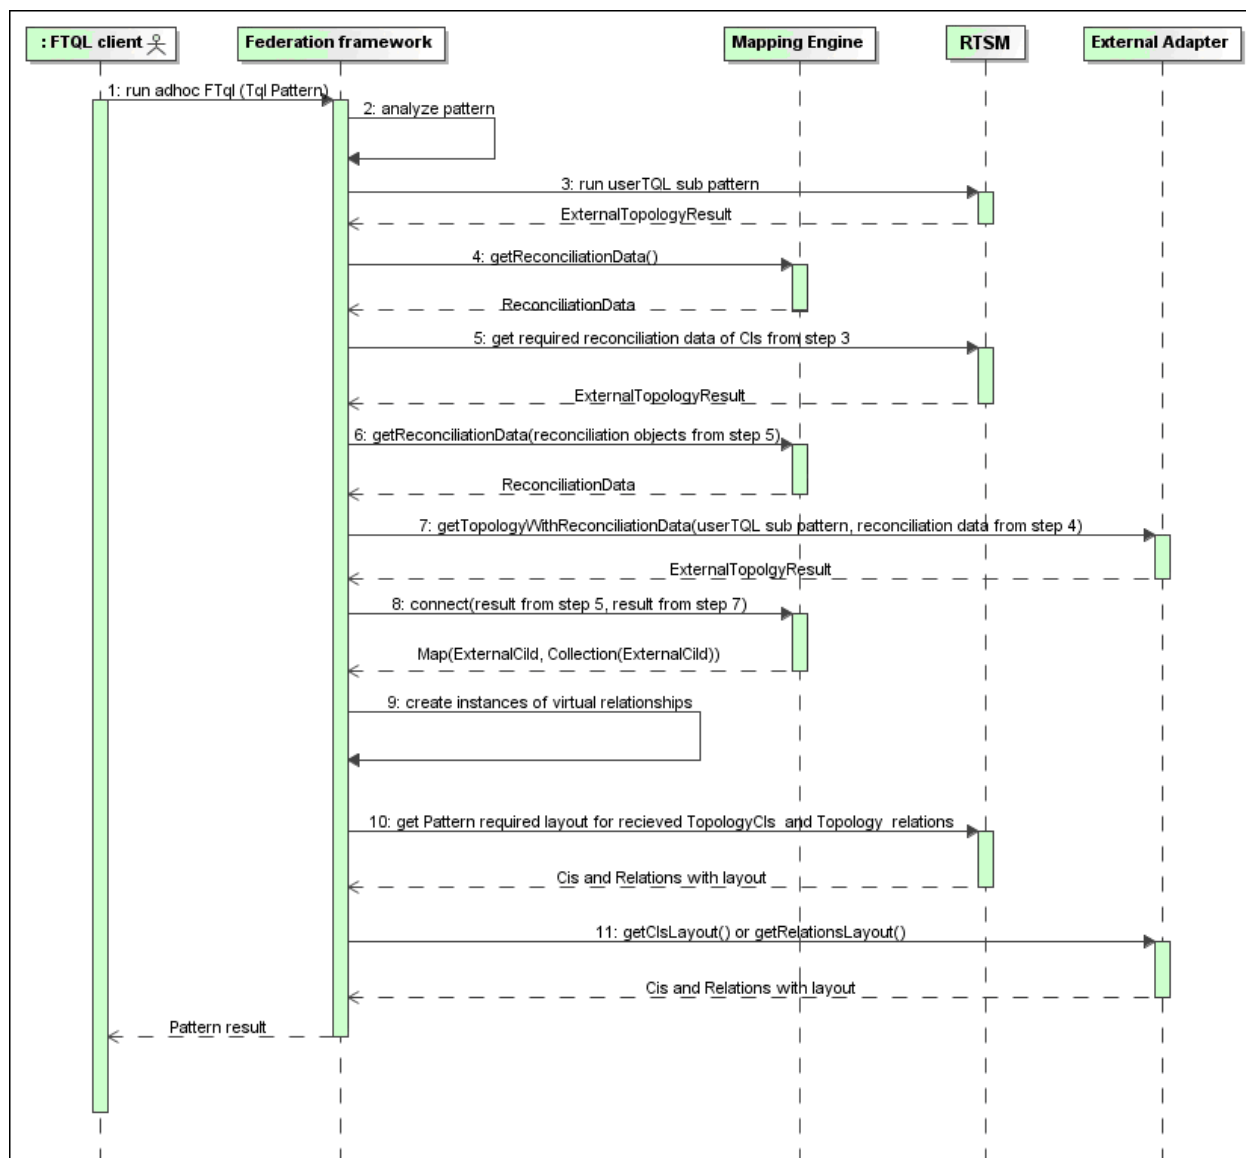 : FTQL client
Federation framework
Mapping Engine
RTSM
External Adapter
1: run adhoc FTql (Tql Pattern)
2: analyze pattern
3: run userTQL sub pattern
ExternalTopologyResult
4: getReconciliationData()
ReconciliationData
5: get required reconciliation data of CIs from step 3
ExternalTopologyResult
6: getReconciliationData(reconciliation objects from step 5)
ReconciliationData
7: getTopologyWithReconciliationData(userTQL sub pattern, reconciliation data from step 4)
ExternalTopolgyResult
8: connect(result from step 5, result from step 7)
Map(ExternalCiId, Collection(ExternalCiId))
9: create instances of virtual relationships
10: get Pattern required layout for recieved TopologyCIs and Topology relations
Cis and Relations with layout
11: getCIsLayout() or getRelationsLayout()
Cis and Relations with layout
Pattern result